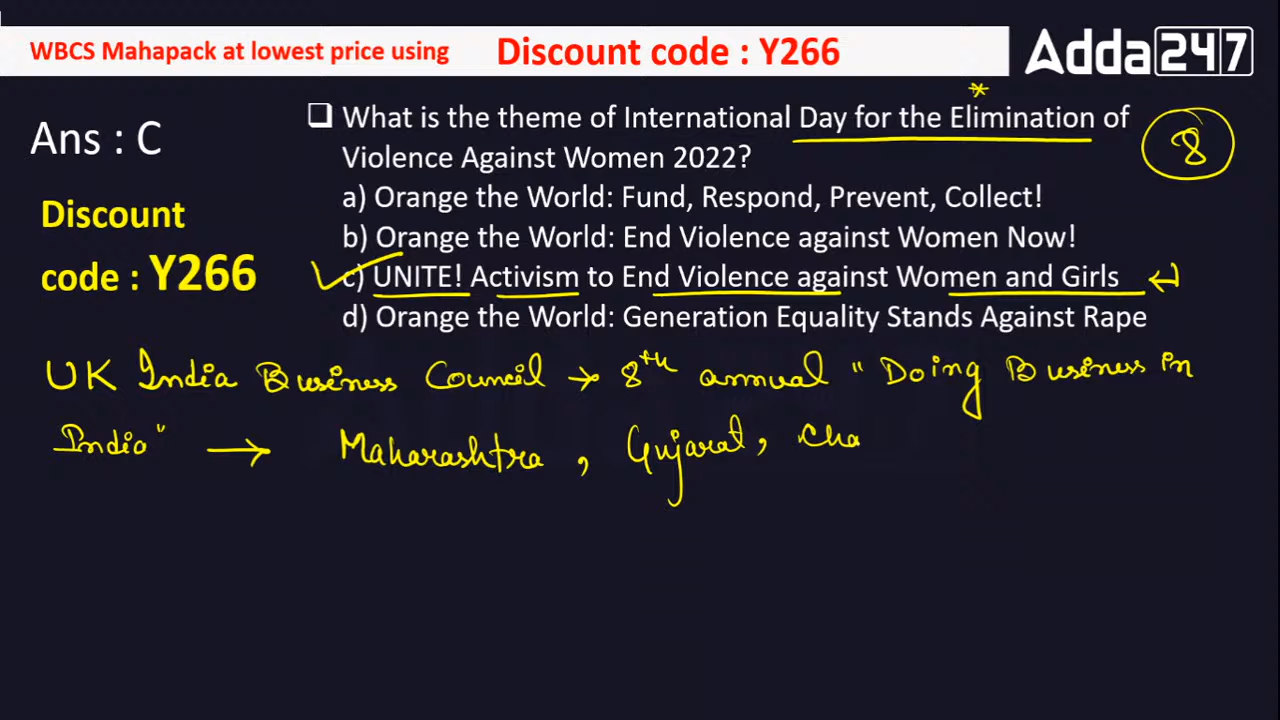 WBCS Mahapack at lowest price using Discount code : Y266
Adda247
Ans : C
Discount
code : Y266
❑ What is the theme of International Day for the Elimination of
Violence Against Women 2022?
a) Orange the World: Fund, Respond, Prevent, Collect!
b) Orange the World: End Violence against Women Now!
c) UNITE! Activism to End Violence against Women and Girls
d) Orange the World: Generation Equality Stands Against Rape
*
8
UK India Business Council → 8th annual "Doing Business in
India" → Maharashtra, Gujarat, Cha